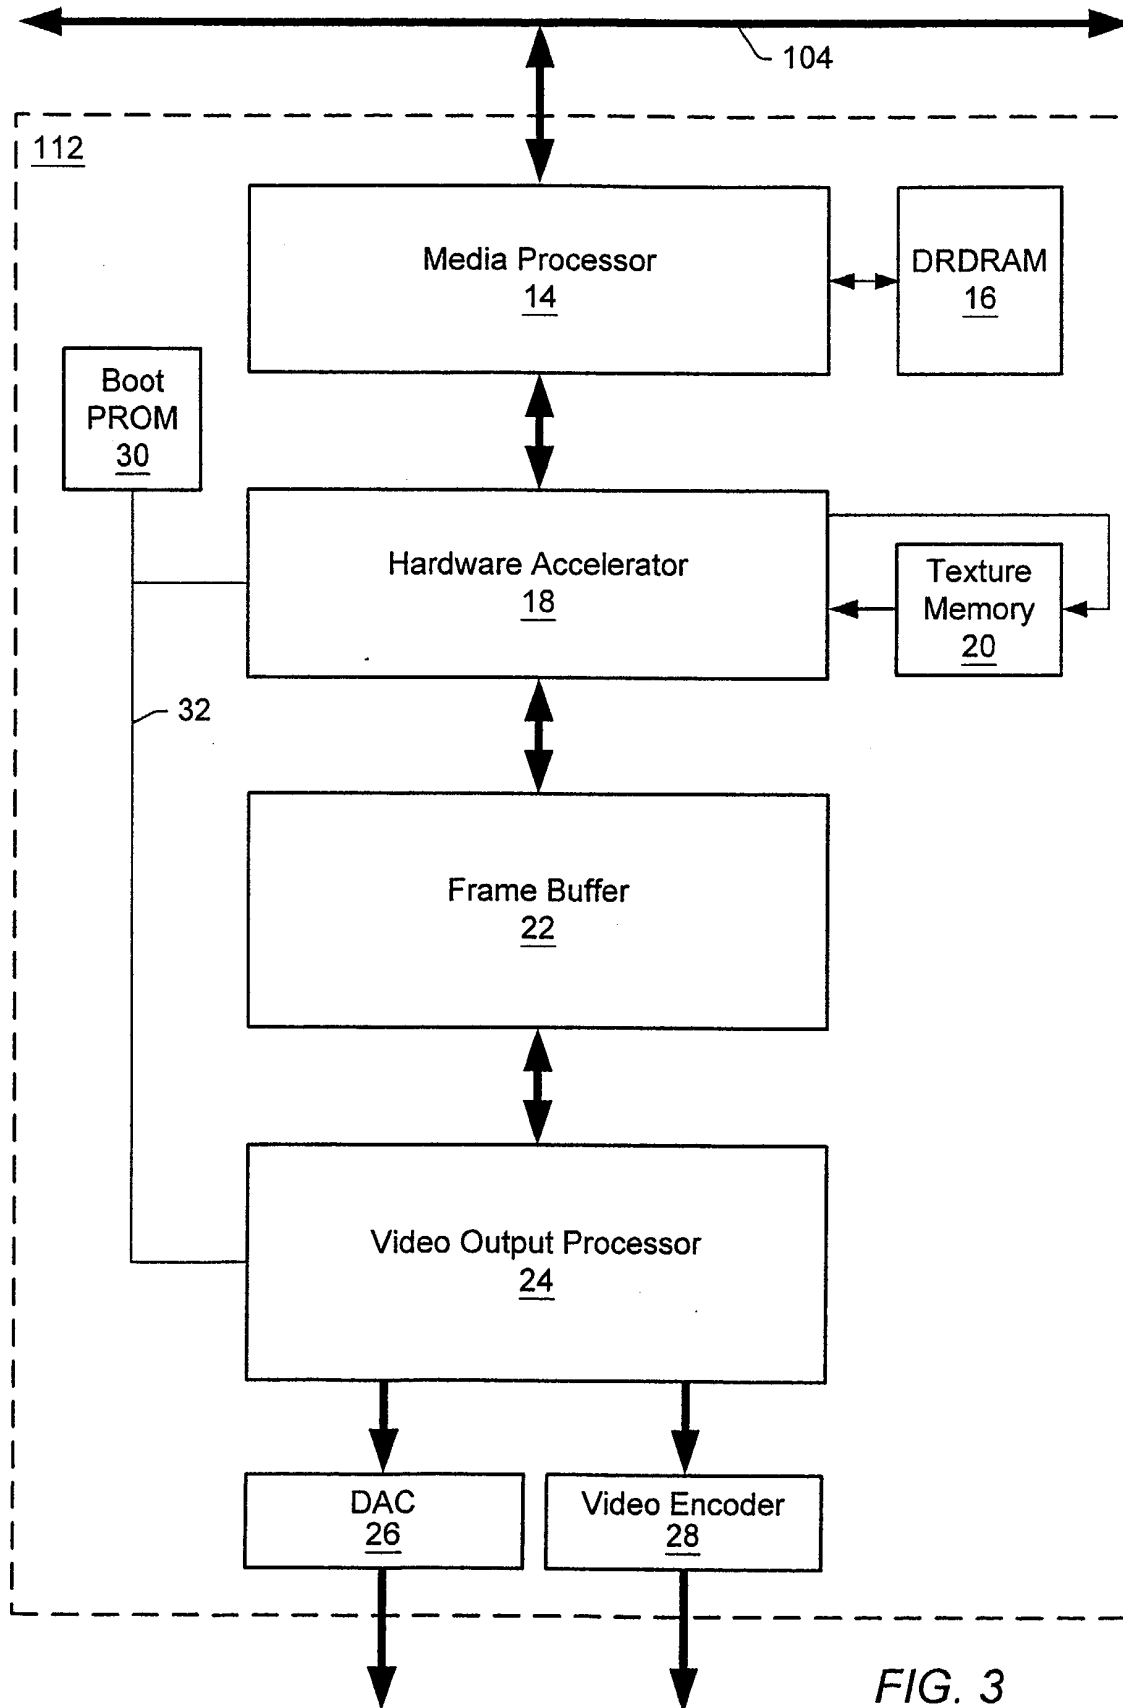 104
112
Media Processor
14
DRDRAM
16
Boot
PROM
30
Hardware Accelerator
18
Texture
Memory
20
32
Frame Buffer
22
Video Output Processor
24
DAC
26
Video Encoder
28
FIG. 3